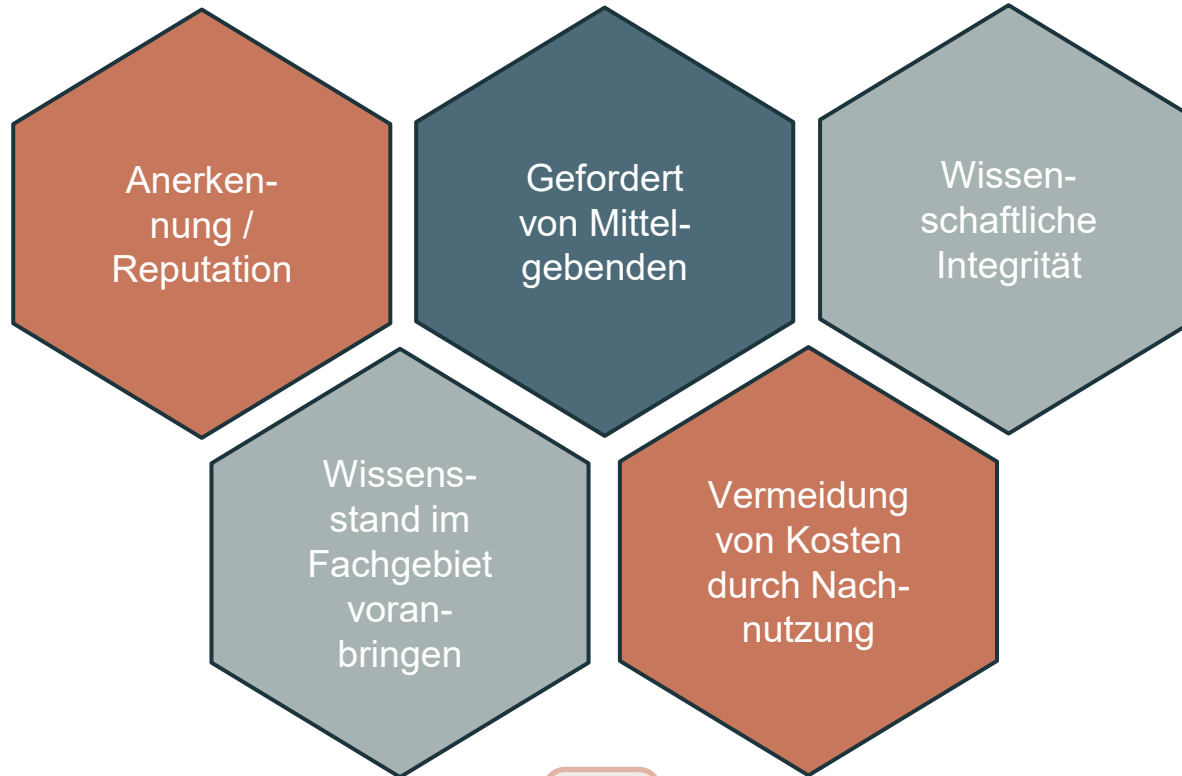 Anerken-
nung /
Reputation
Gefordert
von Mittel-
gebenden
Wissen-
schaftliche
Integrität
Wissens-
stand im
Fachgebiet
voran-
bringen
Vermeidung
von Kosten
durch Nach-
nutzung